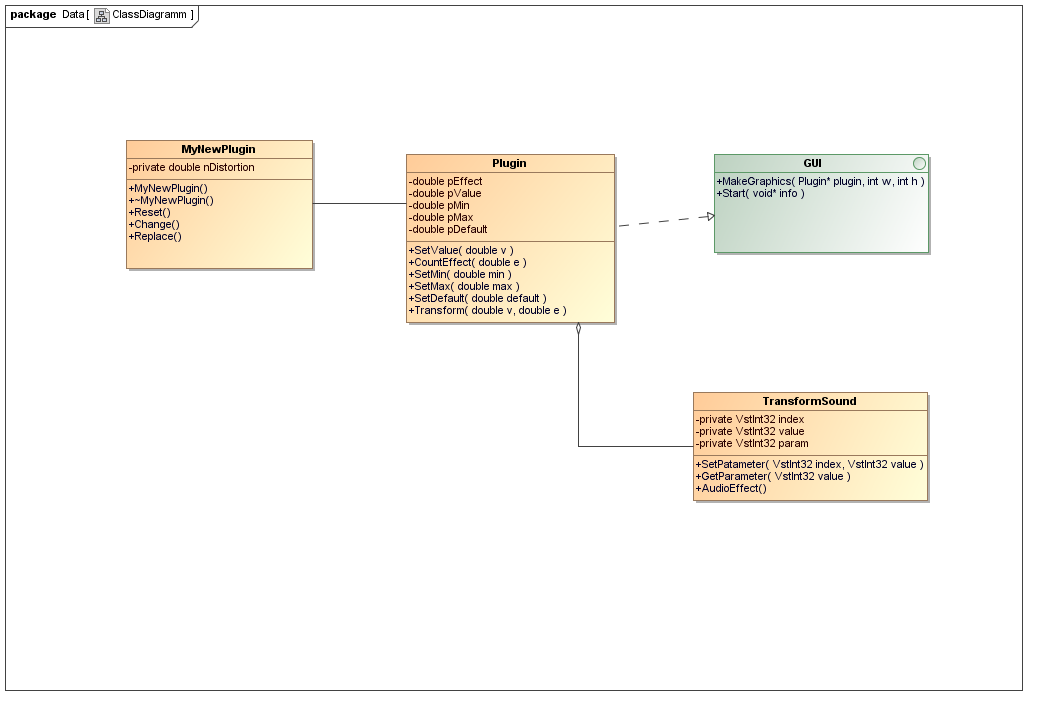 package Data [ ClassDiagramm ]
MyNewPlugin
-private double nDistortion
+MyNewPlugin()
+~MyNewPlugin()
+Reset()
+Change()
+Replace()
Plugin
-double pEffect
-double pValue
-double pMin
-double pMax
-double pDefault
+SetValue( double v )
+CountEffect( double e )
+SetMin( double min )
+SetMax( double max )
+SetDefault( double default )
+Transform( double v, double e )
GUI
+MakeGraphics( Plugin* plugin, int w, int h )
+Start( void* info )
TransformSound
-private VstInt32 index
-private VstInt32 value
-private VstInt32 param
+SetPatameter( VstInt32 index, VstInt32 value )
+GetParameter( VstInt32 value )
+AudioEffect()